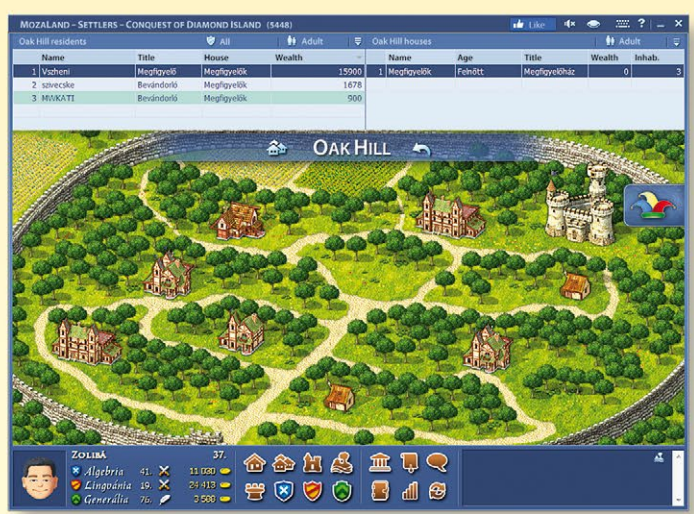 MOZALAND – SETTLERS – CONQUEST OF DIAMOND ISLAND (5448) Like
Oak Hill residents All Adult
Name Title House Wealth
1 Vszheni Megfigyelő Megfigyelők 15900
2 szivecske Bevándorló Megfigyelők 1678
3 MWKATI Bevándorló Megfigyelők 900
Oak Hill houses Adult
Name Age Title Wealth Inhab.
1 Megfigyelők Felnőtt Megfigyelőház 0 3
OAK HILL
ZOLIBÁ 37.
Algebria 41. 11 030
Lingvánia 19. 24 413
Generália 76. 3 508